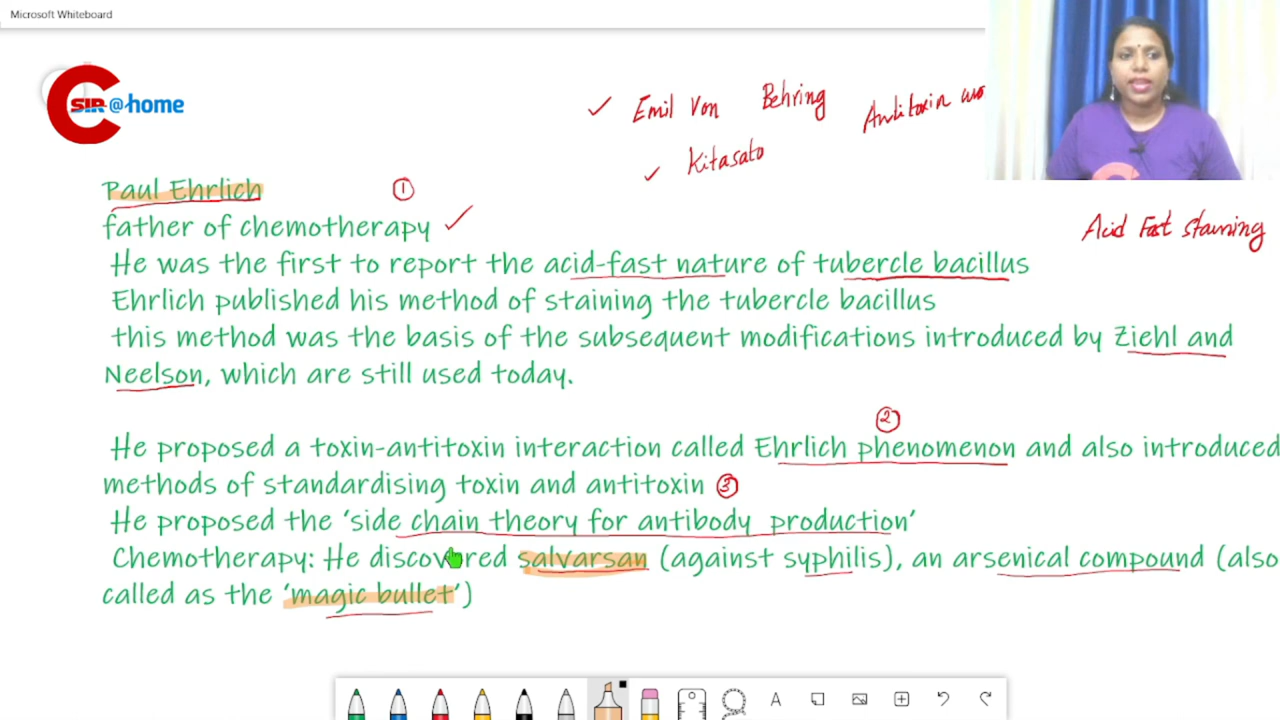 Microsoft Whiteboard
CSIR@home
✓ Emil Von Behring Antitoxin
✓ Kitasato
Paul Ehrlich ①
father of chemotherapy ✓
Acid Fast staining
He was the first to report the acid-fast nature of tubercle bacillus
Ehrlich published his method of staining the tubercle bacillus
this method was the basis of the subsequent modifications introduced by Ziehl and
Neelson, which are still used today.
②
He proposed a toxin-antitoxin interaction called Ehrlich phenomenon and also introduced
methods of standardising toxin and antitoxin ③
He proposed the ‘side chain theory for antibody production’
Chemotherapy: He discovered salvarsan (against syphilis), an arsenical compound (also
called as the ‘magic bullet’)
A